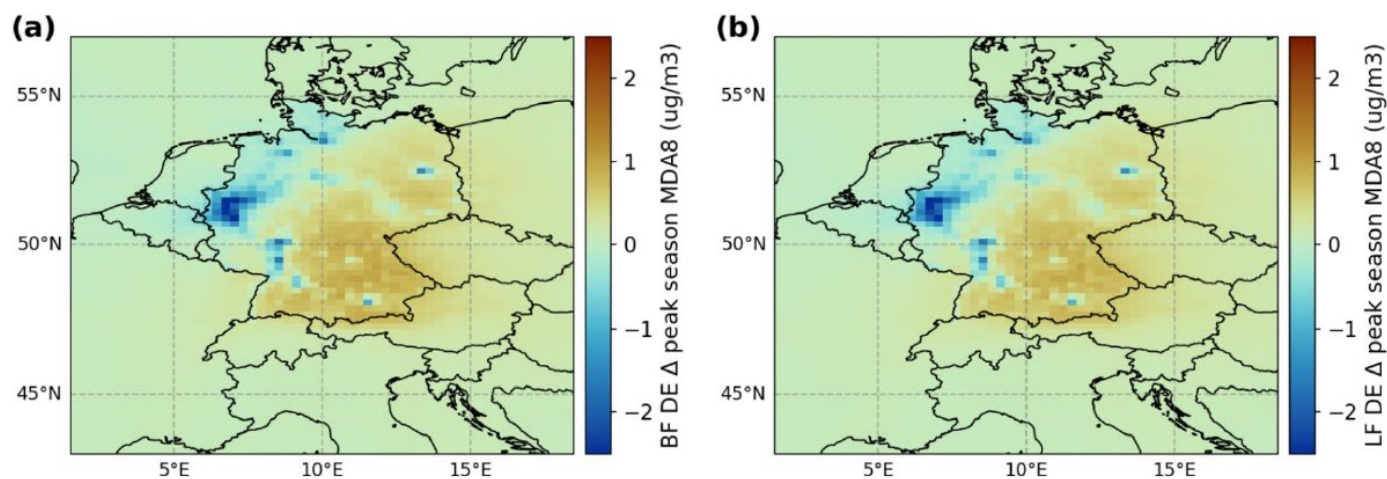 (a)
55°N
50°N
45°N
5°E
10°E
15°E
2
1
0
−1
−2
BF DE Δ peak season MDA8 (ug/m3)
(b)
55°N
50°N
45°N
5°E
10°E
15°E
2
1
0
−1
−2
LF DE Δ peak season MDA8 (ug/m3)